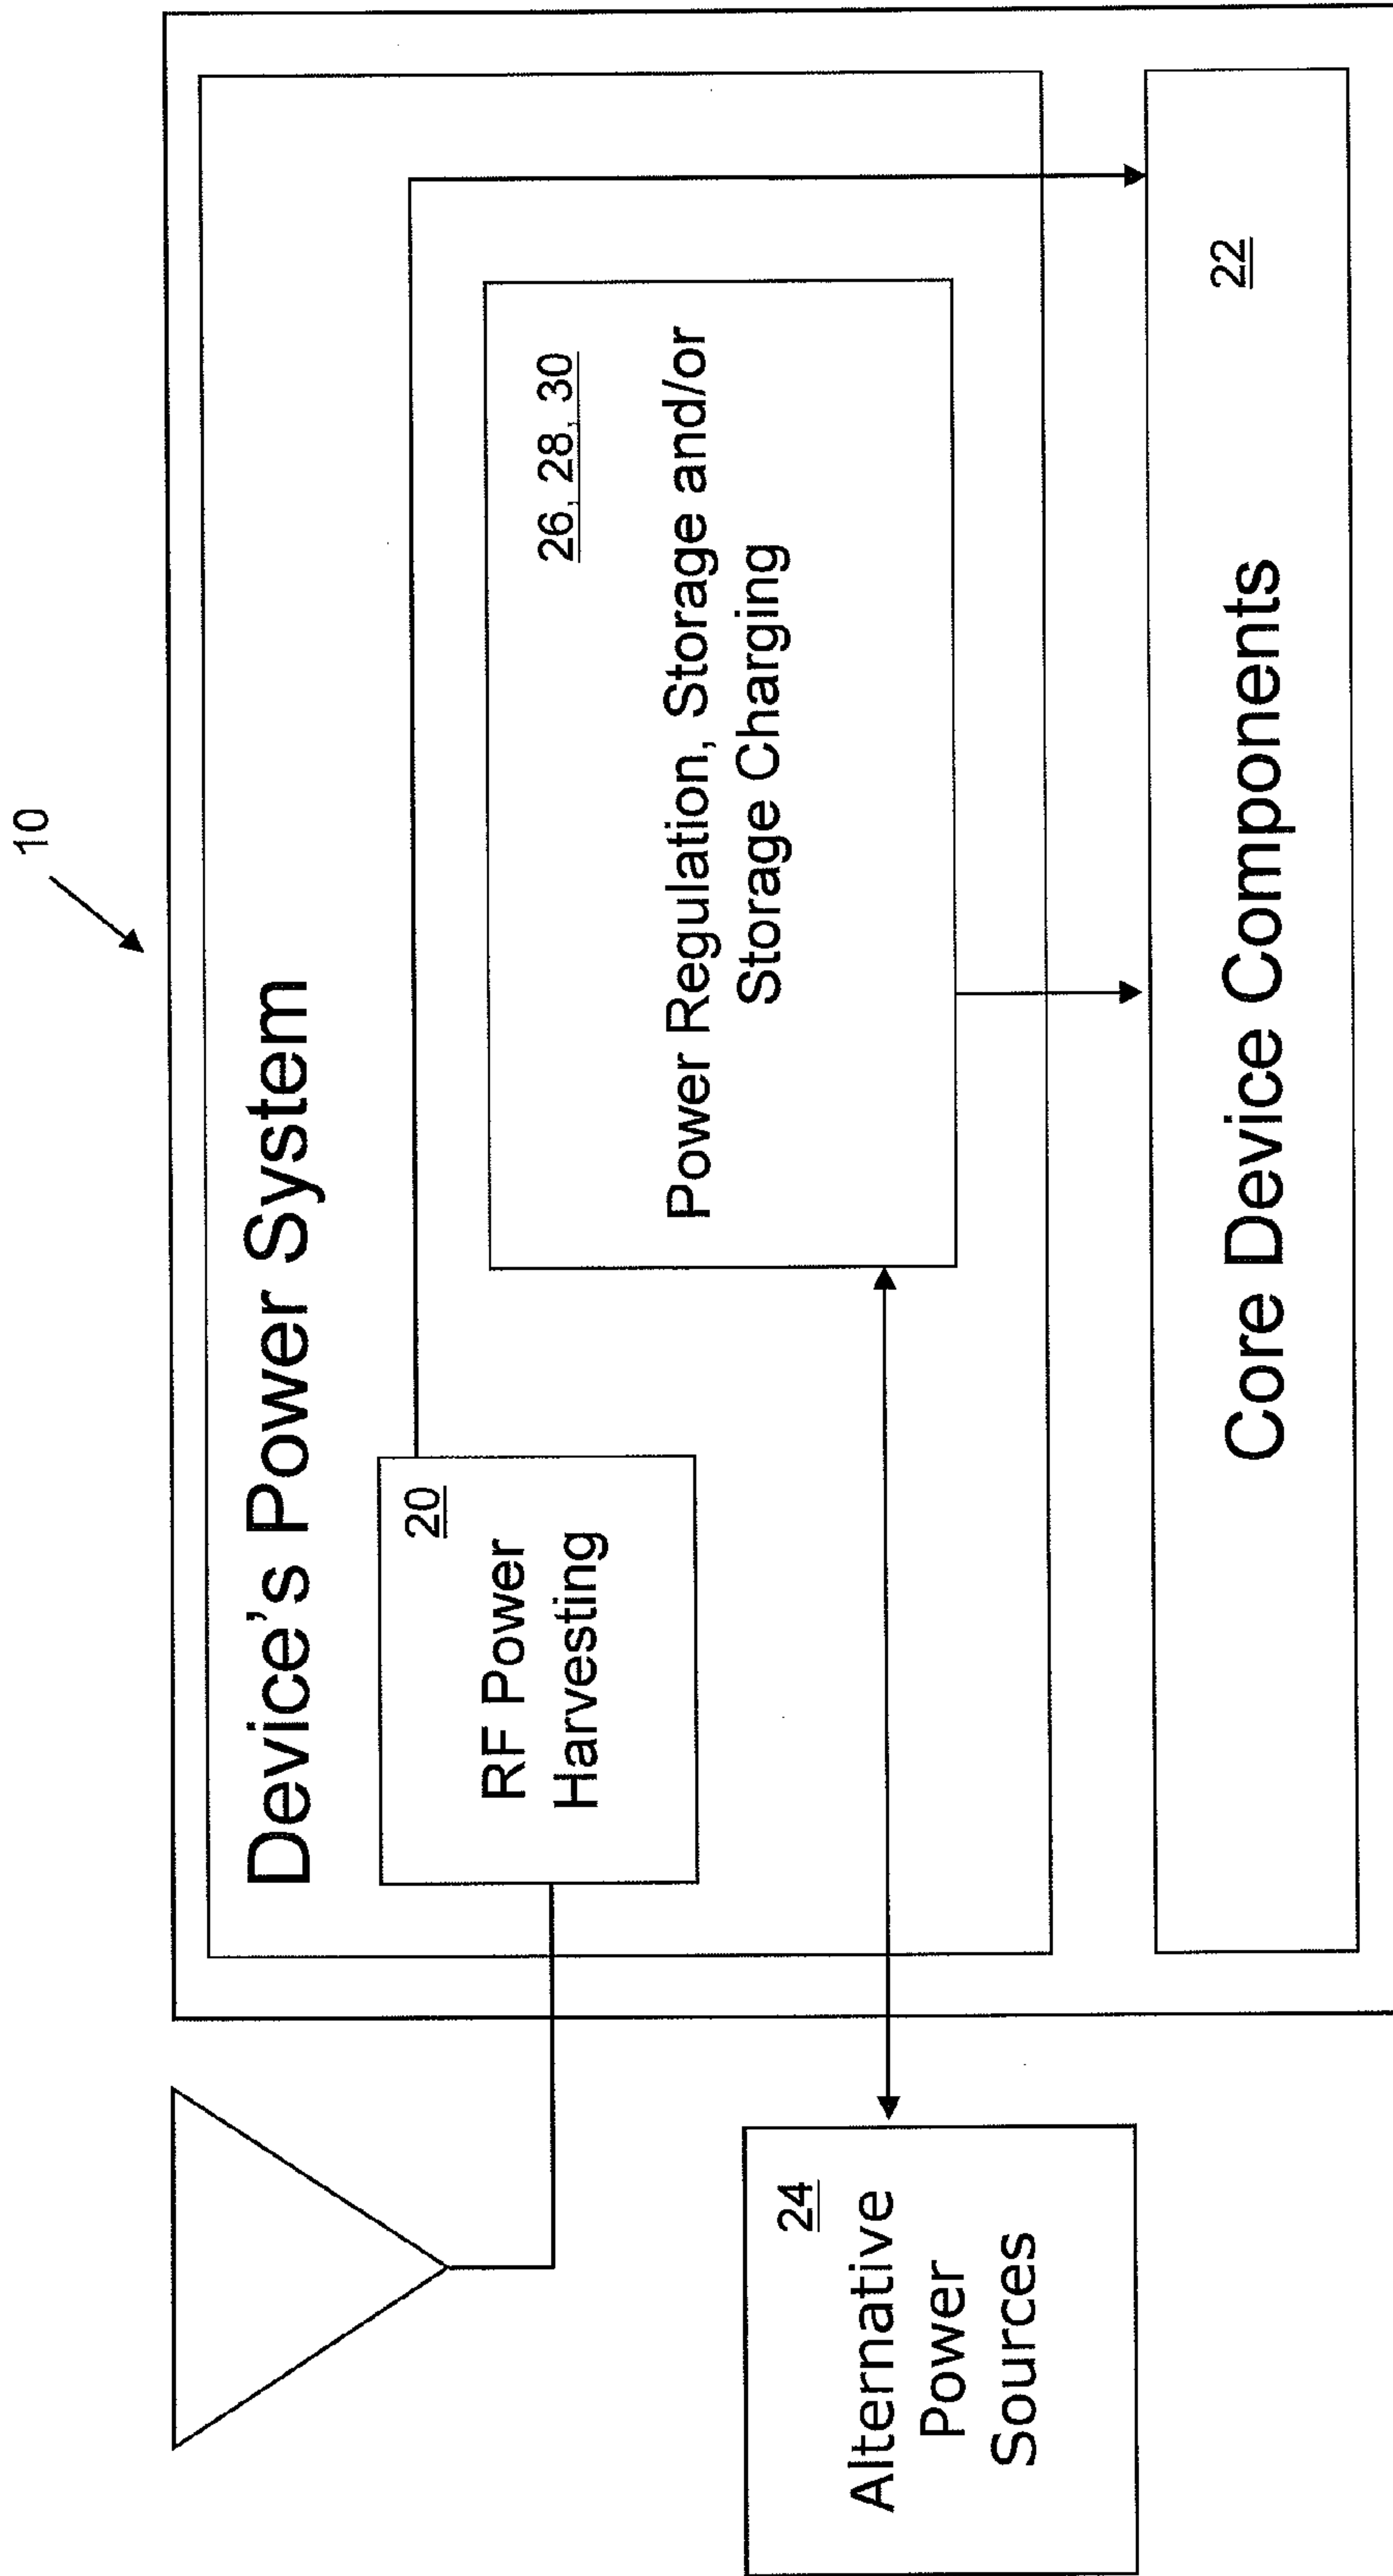 10
Device's Power System
20
RF Power
Harvesting
26, 28, 30
Power Regulation, Storage and/or
Storage Charging
24
Alternative
Power
Sources
22
Core Device Components